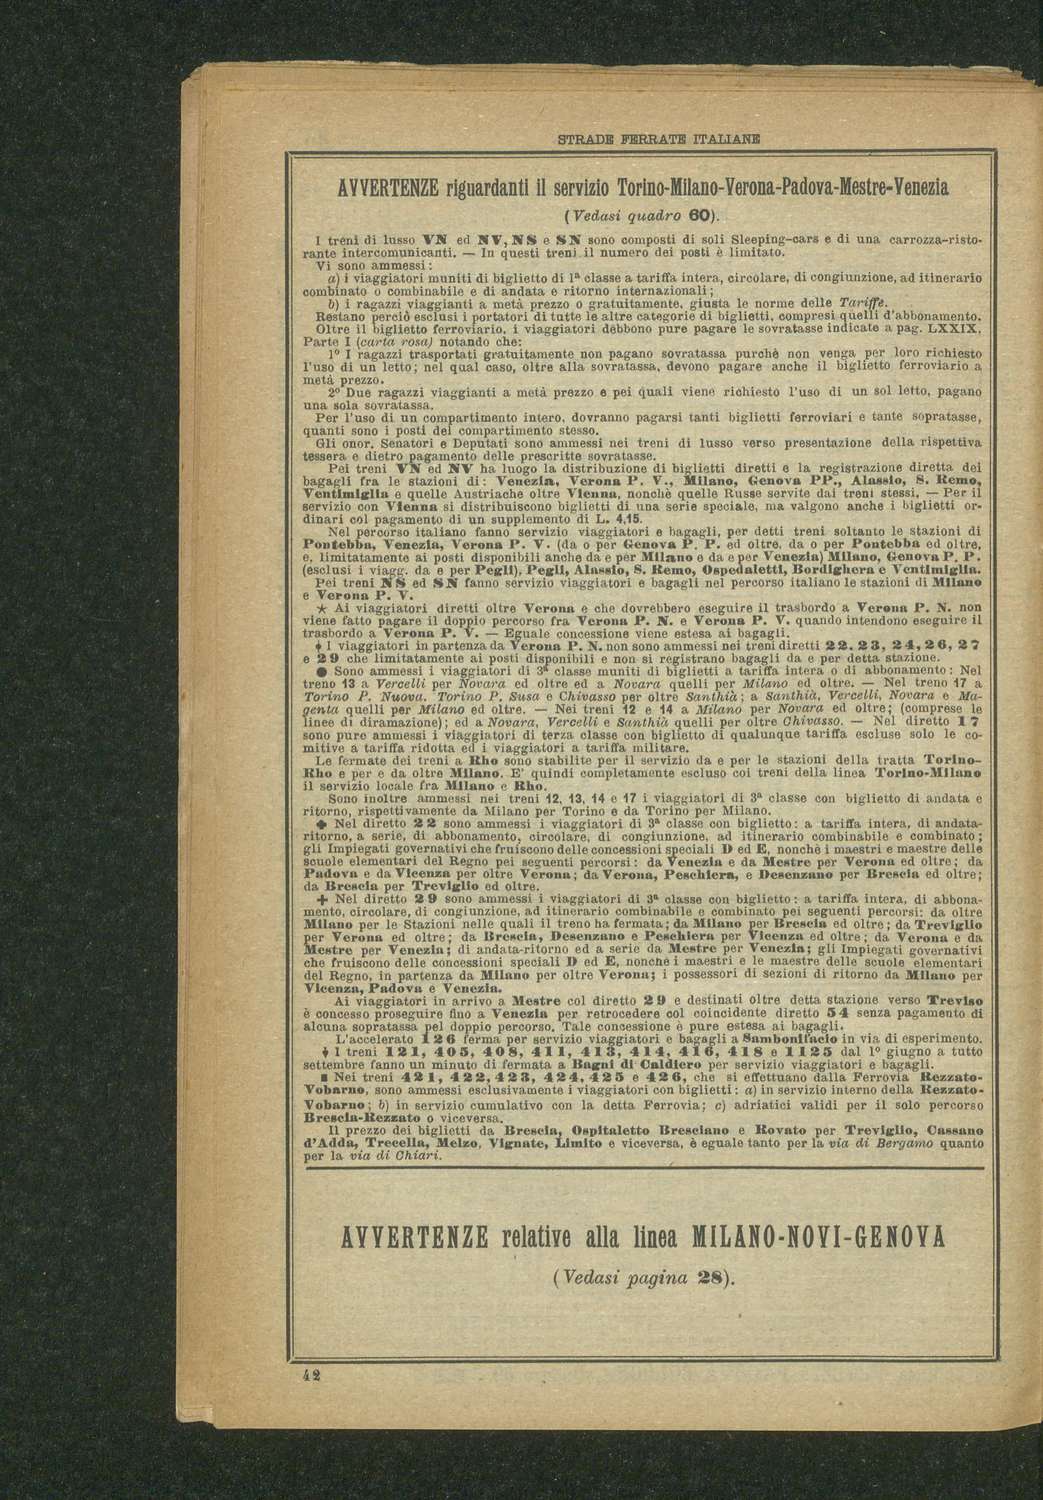 STRADE FERRATE ITALIANE
AVVERTENZE riguardanti il servizio Torino-Milano-Verona-Padova-Mestre-Venezia
(Vedasi quadro 60).
I treni di lusso VN ed NV, NS e SN sono composti di soli Sleeping-cars e di una carrozza-risto-
rante intercomunicanti. — In questi treni il numero dei posti è limitato.
Vi sono ammessi:
a) i viaggiatori muniti di biglietto di 1ª classe a tariffa intera, circolare, di congiunzione, ad itinerario
combinato o combinabile e di andata e ritorno internazionali;
b) i ragazzi viaggianti a metà prezzo o gratuitamente, giusta le norme delle Tariffe.
Restano perciò esclusi i portatori di tutte le altre categorie di biglietti, compresi quelli d'abbonamento.
Oltre il biglietto ferroviario, i viaggiatori debbono pure pagare le sovratasse indicate a pag. LXXIX,
Parte I (carta rosa) notando che:
1º I ragazzi trasportati gratuitamente non pagano sovratassa purchè non venga per loro richiesto
l'uso di un letto; nel qual caso, oltre alla sovratassa, devono pagare anche il biglietto ferroviario a
metà prezzo.
2º Due ragazzi viaggianti a metà prezzo e pei quali viene richiesto l'uso di un sol letto, pagano
una sola sovratassa.
Per l'uso di un compartimento intero, dovranno pagarsi tanti biglietti ferroviari e tante sopratasse,
quanti sono i posti del compartimento stesso.
Gli onor. Senatori e Deputati sono ammessi nei treni di lusso verso presentazione della rispettiva
tessera e dietro pagamento delle prescritte sovratasse.
Pei treni VN ed NV ha luogo la distribuzione di biglietti diretti e la registrazione diretta dei
bagagli fra le stazioni di: Venezia, Verona P. V., Milano, Genova PP., Alassio, S. Remo,
Ventimiglia e quelle Austriache oltre Vienna, nonchè quelle Russe servite dai treni stessi. — Per il
servizio con Vienna si distribuiscono biglietti di una serie speciale, ma valgono anche i biglietti or-
dinari col pagamento di un supplemento di L. 4,15.
Nel percorso italiano fanno servizio viaggiatori e bagagli, per detti treni soltanto le stazioni di
Pontebba, Venezia, Verona P. V. (da o per Genova P. P. ed oltre, da o per Pontebba ed oltre,
e, limitatamente ai posti disponibili anche da e per Milano e da e per Venezia) Milano, Genova P. P.
(esclusi i viagg. da e per Pegli), Pegli, Alassio, S. Remo, Ospedaletti, Bordighera e Ventimiglia.
Pei treni NS ed SN fanno servizio viaggiatori e bagagli nel percorso italiano le stazioni di Milano
e Verona P. V.
★ Ai viaggiatori diretti oltre Verona e che dovrebbero eseguire il trasbordo a Verona P. N. non
viene fatto pagare il doppio percorso fra Verona P. N. e Verona P. V. quando intendono eseguire il
trasbordo a Verona P. V. — Eguale concessione viene estesa ai bagagli.
♦ I viaggiatori in partenza da Verona P. N. non sono ammessi nei treni diretti 22, 23, 24, 26, 27
e 29 che limitatamente ai posti disponibili e non si registrano bagagli da e per detta stazione.
● Sono ammessi i viaggiatori di 3ª classe muniti di biglietti a tariffa intera o di abbonamento: Nel
treno 13 a Vercelli per Novara ed oltre ed a Novara quelli per Milano ed oltre. — Nel treno 17 a
Torino P. Nuova, Torino P. Susa e Chivasso per oltre Santhià; a Santhià, Vercelli, Novara e Ma-
genta quelli per Milano ed oltre. — Nei treni 12 e 14 a Milano per Novara ed oltre; (comprese le
linee di diramazione); ed a Novara, Vercelli e Santhià quelli per oltre Chivasso. — Nel diretto 17
sono pure ammessi i viaggiatori di terza classe con biglietto di qualunque tariffa escluse solo le co-
mitive a tariffa ridotta ed i viaggiatori a tariffa militare.
Le fermate dei treni a Rho sono stabilite per il servizio da e per le stazioni della tratta Torino-
Rho e per e da oltre Milano. E' quindi completamente escluso coi treni della linea Torino-Milano
il servizio locale fra Milano e Rho.
Sono inoltre ammessi nei treni 12, 13, 14 e 17 i viaggiatori di 3ª classe con biglietto di andata e
ritorno, rispettivamente da Milano per Torino e da Torino per Milano.
✚ Nel diretto 22 sono ammessi i viaggiatori di 3ª classe con biglietto: a tariffa intera, di andata-
ritorno, a serie, di abbonamento, circolare, di congiunzione, ad itinerario combinabile e combinato;
gli Impiegati governativi che fruiscono delle concessioni speciali D ed E, nonchè i maestri e maestre delle
scuole elementari del Regno pei seguenti percorsi: da Venezia e da Mestre per Verona ed oltre; da
Padova e da Vicenza per oltre Verona; da Verona, Peschiera, e Desenzano per Brescia ed oltre;
da Brescia per Treviglio ed oltre.
✚ Nel diretto 29 sono ammessi i viaggiatori di 3ª classe con biglietto: a tariffa intera, di abbona-
mento, circolare, di congiunzione, ad itinerario combinabile e combinato pei seguenti percorsi: da oltre
Milano per le Stazioni nelle quali il treno ha fermata; da Milano per Brescia ed oltre; da Treviglio
per Verona ed oltre; da Brescia, Desenzano e Peschiera per Vicenza ed oltre; da Verona e da
Mestre per Venezia; di andata-ritorno ed a serie da Mestre per Venezia; gli Impiegati governativi
che fruiscono delle concessioni speciali D ed E, nonchè i maestri e le maestre delle scuole elementari
del Regno, in partenza da Milano per oltre Verona; i possessori di sezioni di ritorno da Milano per
Vicenza, Padova e Venezia.
Ai viaggiatori in arrivo a Mestre col diretto 29 e destinati oltre detta stazione verso Treviso
è concesso proseguire fino a Venezia per retrocedere col coincidente diretto 54 senza pagamento di
alcuna sopratassa pel doppio percorso. Tale concessione è pure estesa ai bagagli.
L'accelerato 126 ferma per servizio viaggiatori e bagagli a Sambonifacio in via di esperimento.
♦ I treni 121, 405, 408, 411, 413, 414, 416, 418 e 1125 dal 1º giugno a tutto
settembre fanno un minuto di fermata a Bagni di Caldiero per servizio viaggiatori e bagagli.
■ Nei treni 421, 422, 423, 424, 425 e 426, che si effettuano dalla Ferrovia Rezzato-
Vobarno, sono ammessi esclusivamente i viaggiatori con biglietti: a) in servizio interno della Rezzato-
Vobarno; b) in servizio cumulativo con la detta Ferrovia; c) adriatici validi per il solo percorso
Brescia-Rezzato o viceversa.
Il prezzo dei biglietti da Brescia, Ospitaletto Bresciano e Rovato per Treviglio, Cassano
d'Adda, Trecella, Melzo, Vignate, Limito e viceversa, è eguale tanto per la via di Bergamo quanto
per la via di Chiari.
AVVERTENZE relative alla linea MILANO-NOVI-GENOVA
(Vedasi pagina 28).
42